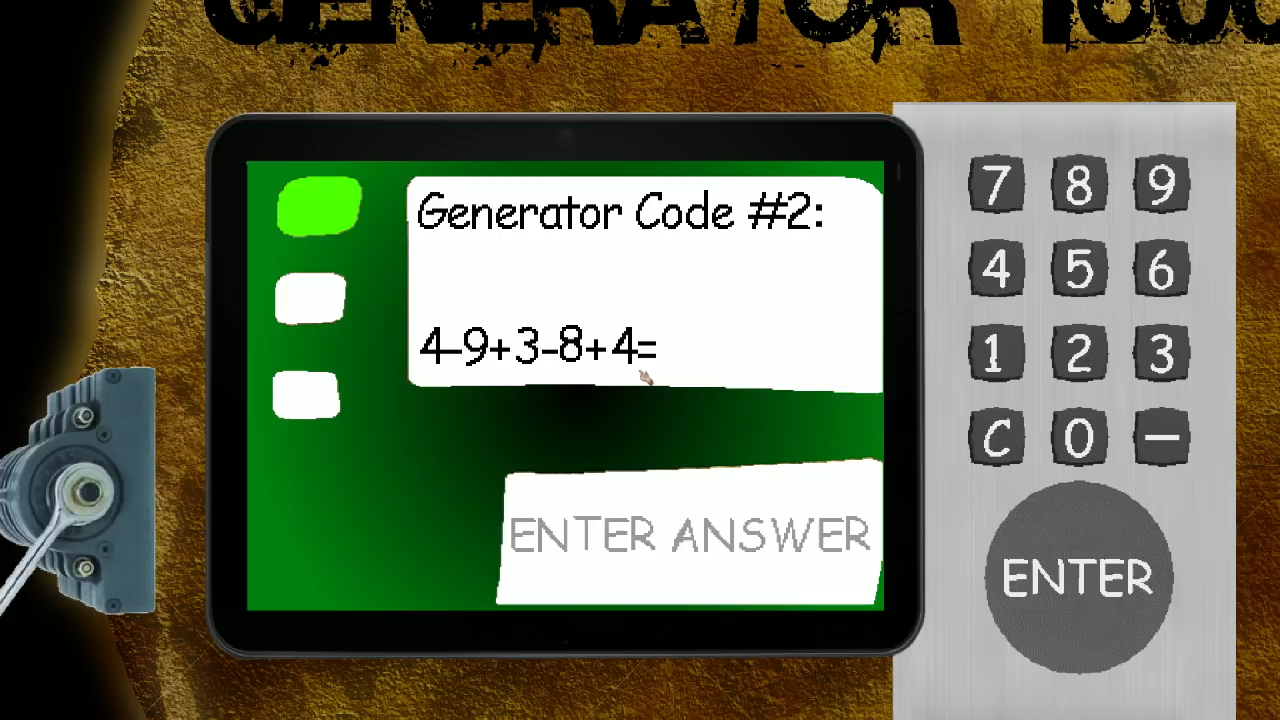 GENERATOR
Generator Code #2:
4-9+3-8+4=
ENTER ANSWER
7 8 9
4 5 6
1 2 3
C 0 -
ENTER